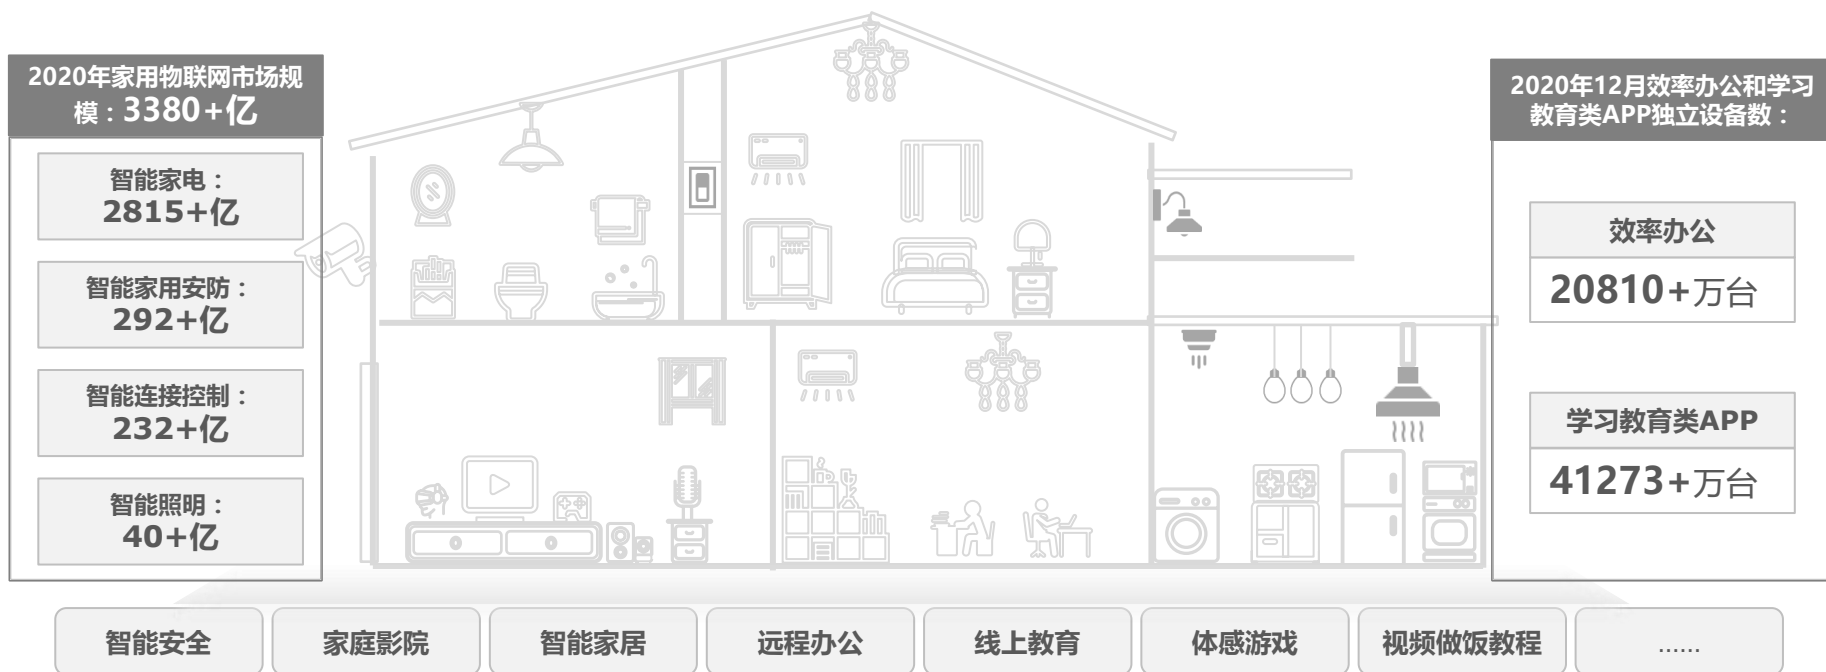 2020年家用物联网市场规
模：3380+亿
智能家电：
2815+亿
智能家用安防：
292+亿
智能连接控制：
232+亿
智能照明：
40+亿
2020年12月效率办公和学习
教育类APP独立设备数：
效率办公
20810+万台
学习教育类APP
41273+万台
智能安全
家庭影院
智能家居
远程办公
线上教育
体感游戏
视频做饭教程
......